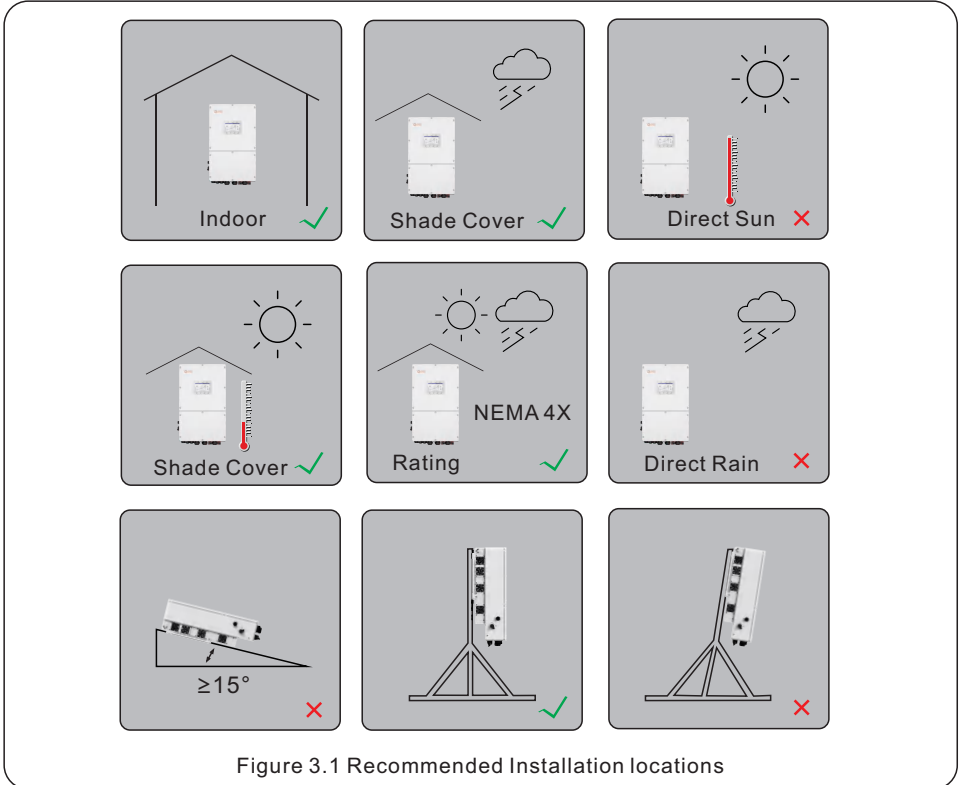 Indoor
Shade Cover
Direct Sun
Shade Cover
NEMA 4X
Rating
Direct Rain
≥15°
Figure 3.1 Recommended Installation locations